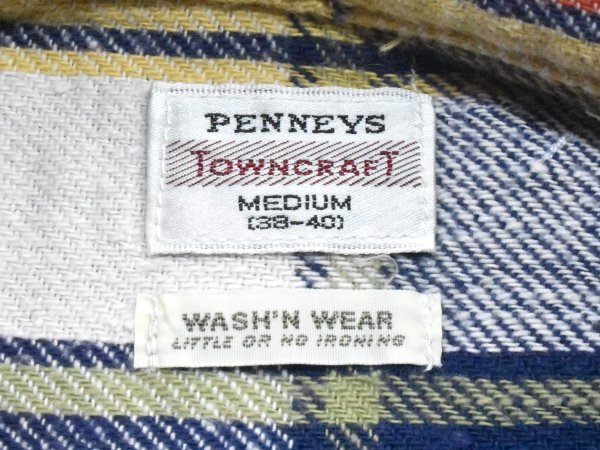 PENNEYS
TOWNCRAFT
MEDIUM
(38-40)
WASH'N WEAR
LITTLE OR NO IRONING